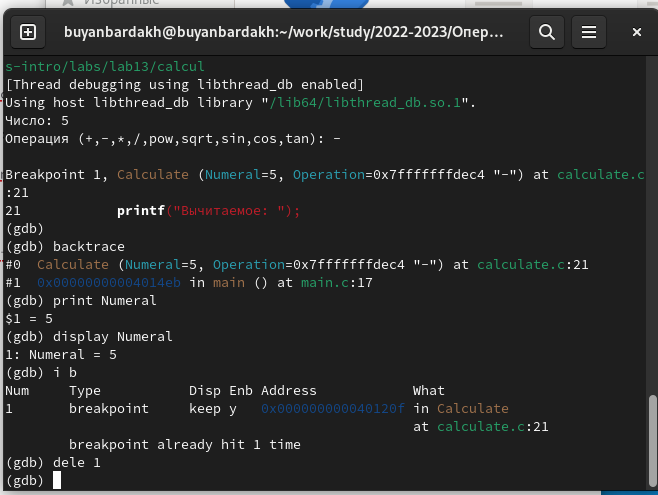 Избранные
buyanbardakh@buyanbardakh:~/work/study/2022-2023/Опер...
s-intro/labs/lab13/calcul
[Thread debugging using libthread_db enabled]
Using host libthread_db library "/lib64/libthread_db.so.1".
Число: 5
Операция (+,-,*,/,pow,sqrt,sin,cos,tan): -
Breakpoint 1, Calculate (Numeral=5, Operation=0x7fffffffdec4 "-") at calculate.c
:21
21 printf("Вычитаемое: ");
(gdb)
(gdb) backtrace
#0 Calculate (Numeral=5, Operation=0x7fffffffdec4 "-") at calculate.c:21
#1 0x00000000004014eb in main () at main.c:17
(gdb) print Numeral
$1 = 5
(gdb) display Numeral
1: Numeral = 5
(gdb) i b
Num Type Disp Enb Address What
1 breakpoint keep y 0x000000000040120f in Calculate
at calculate.c:21
breakpoint already hit 1 time
(gdb) dele 1
(gdb)